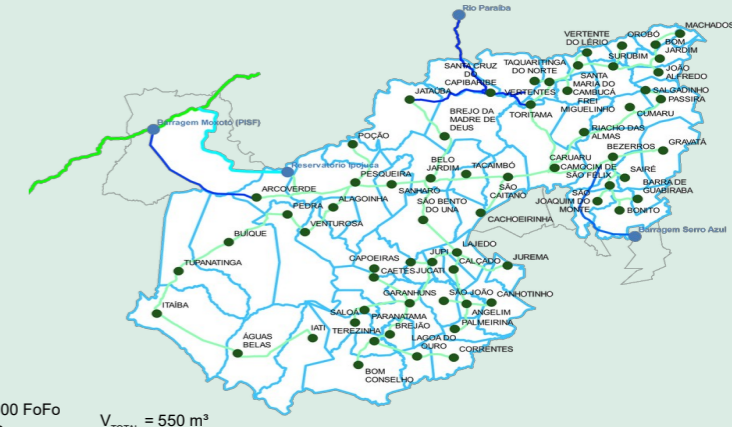 Rio Paraíba
MACHADOS
VERTENTE
DO LÉRIO
OROBÓ
BOM
JARDIM
SURUBIM
TAQUARITINGA
DO NORTE
SANTA CRUZ
DO
CAPIBARIBE
JOÃO
ALFREDO
SANTA
MARIA DO
CAMBUCÁ
JATAÚBA
VERTENTES
FREI
MIGUELINHO
SALGADINHO
PASSIRA
TORITAMA
CUMARU
BREJO DA
MADRE DE
DEUS
Barragem Moxotó (PISF)
POÇÃO
RIACHO DAS
ALMAS
GRAVATÁ
BEZERROS
Reservatório Ipojuca
BELO
JARDIM
TACAIMBÓ
CARUARU
CAMOCIM DE
SÃO FÉLIX
SAIRÉ
PESQUEIRA
SANHARÓ
SÃO
CAITANO
BARRA DE
GUABIRABA
ARCOVERDE
ALAGOINHA
SÃO BENTO
DO UNA
SÃO
JOAQUIM DO
MONTE
BONITO
PEDRA
CACHOEIRINHA
VENTUROSA
Barragem Serro Azul
BUÍQUE
LAJEDO
CAPOEIRAS
JUPI
CALÇADO
JUREMA
TUPANATINGA
CAETÉS
JUCATI
GARANHUNS
SÃO JOÃO
CANHOTINHO
ITAÍBA
SALOÁ
PARANATAMA
ANGELIM
IATI
TEREZINHA
BREJÃO
PALMEIRINA
ÁGUAS
BELAS
LAGOA DO
OURO
CORRENTES
BOM
CONSELHO
00 FoFo
V TOTAL = 550 m³